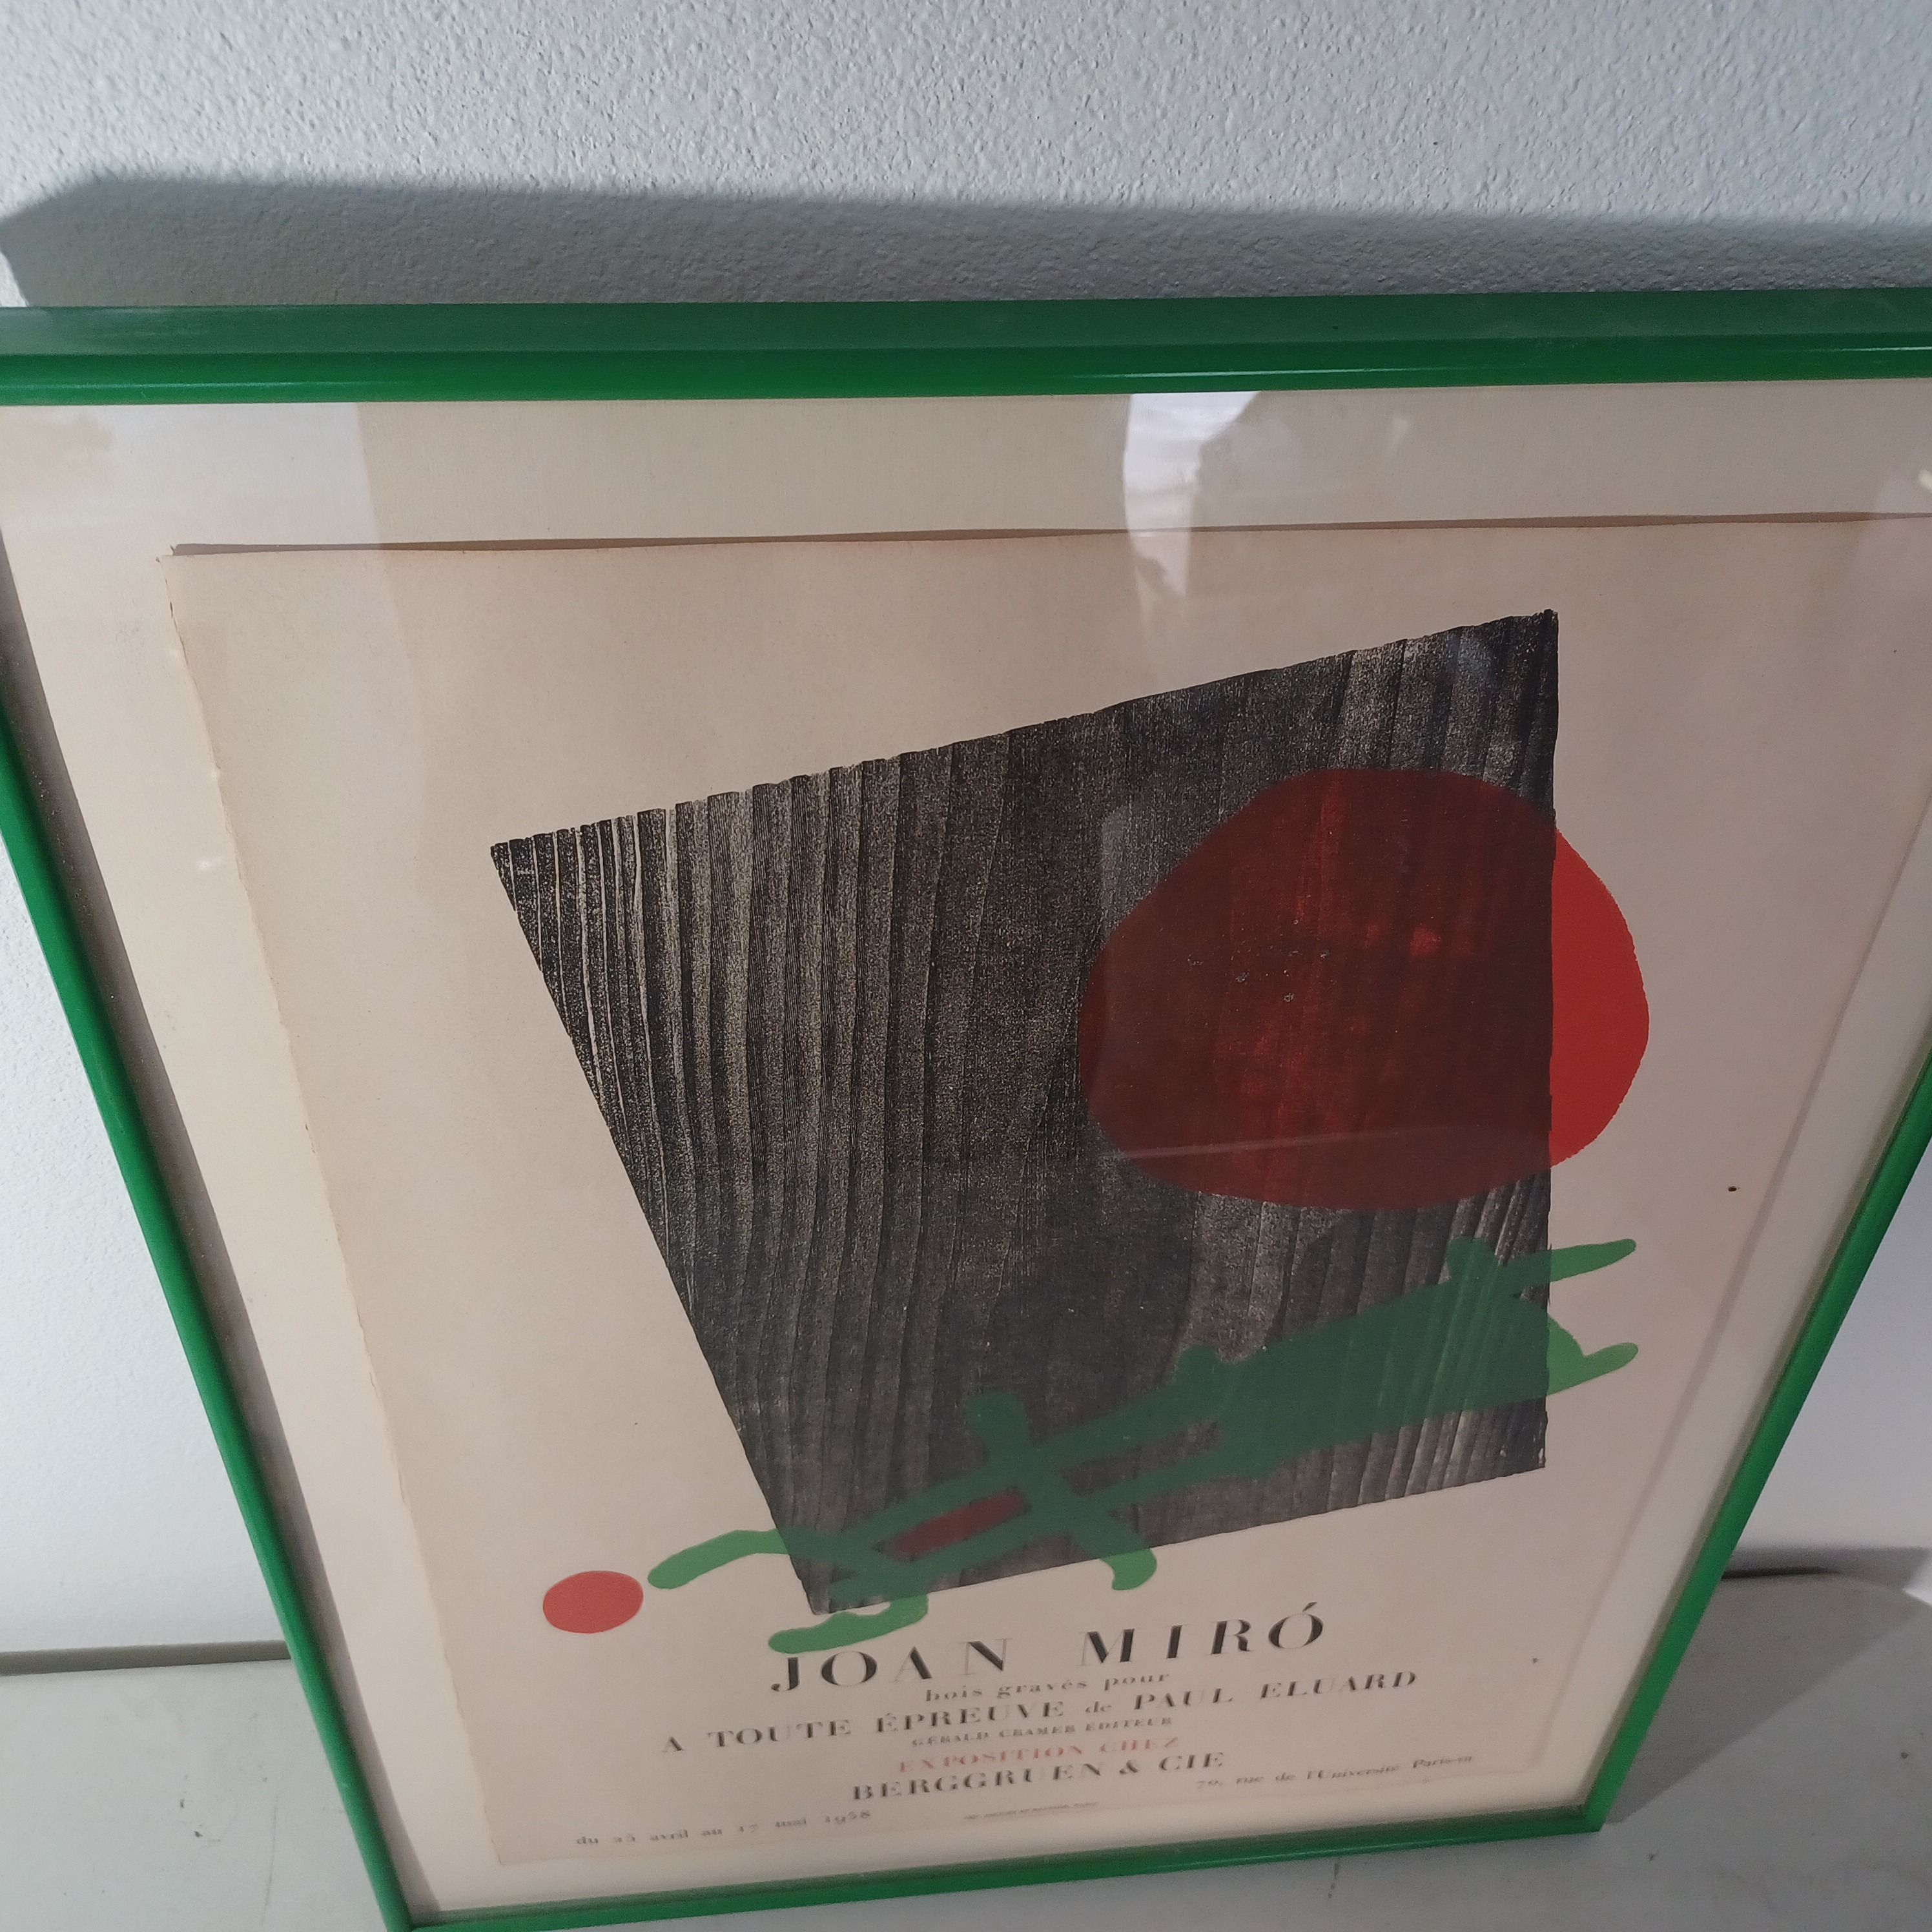 JOAN MIRÓ
bois gravés pour
A TOUTE ÉPREUVE de PAUL ELUARD
GÉRALD CRAMER EDITEUR
EXPOSITION CHEZ
BERGGRUEN & CIE
70, rue de l'Université Paris
du 25 avril au 17 mai 1958